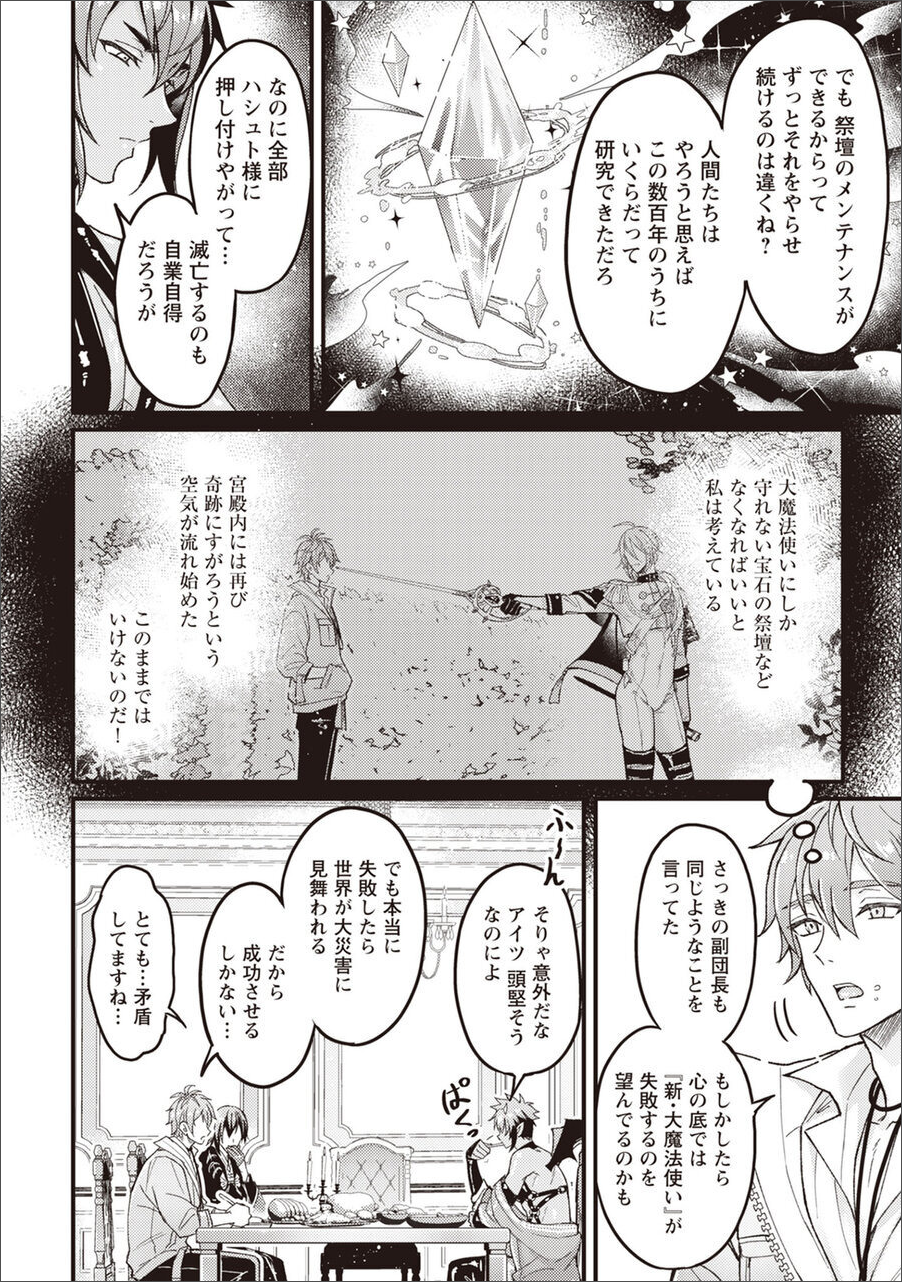 でも 祭壇のメンテナンスが
できるからって
ずっとそれをやらせ
続けるのは違くね？
人間たちは
やろうと思えば
この数百年のうちに
いくらだって
研究できただろ
なのに全部
ハシュト様に
押し付けやがって…
滅亡するのも
自業自得
だろうが
大魔法使いにしか
守れない宝石の祭壇など
なくなればいいと
私は考えている
宮殿内には再び
奇跡にすがろうという
空気が流れ始めた
このままでは
いけないのだ！
さっきの副団長も
同じようなことを
言ってた
もしかしたら
心の底では
『新・大魔法使い』が
失敗するのを
望んでるのかも
ふーん
そりゃ意外だな
アイツ 頭堅そう
なのによ
ぱくっ
でも本当に
失敗したら
世界が大災害に
見舞われる
だから
成功させる
しかない…
とても…矛盾
してますね…